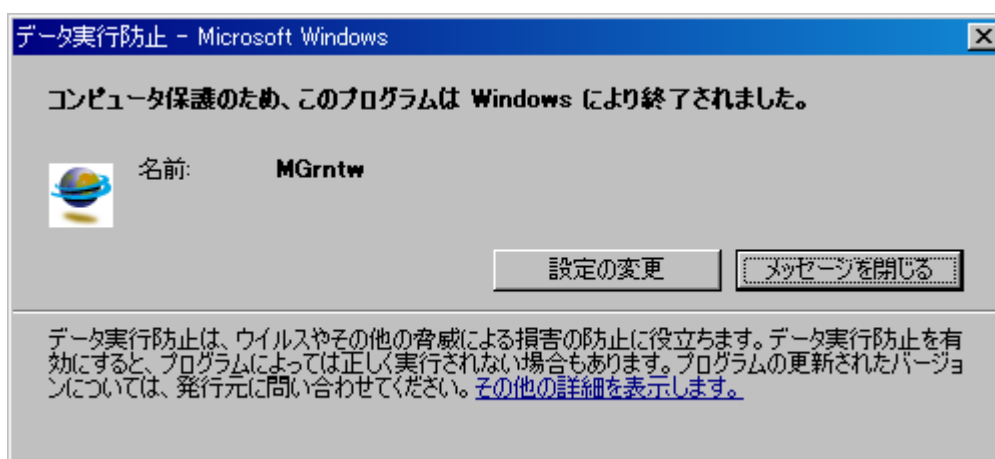 データ実行防止 - Microsoft Windows
コンピュータ保護のため、このプログラムは Windows により終了されました。
名前: MGrntw
設定の変更 メッセージを閉じる
データ実行防止は、ウイルスやその他の脅威による損害の防止に役立ちます。データ実行防止を有
効にすると、プログラムによっては正しく実行されない場合もあります。プログラムの更新されたバージョ
ンについては、発行元に問い合わせてください。その他の詳細を表示します。